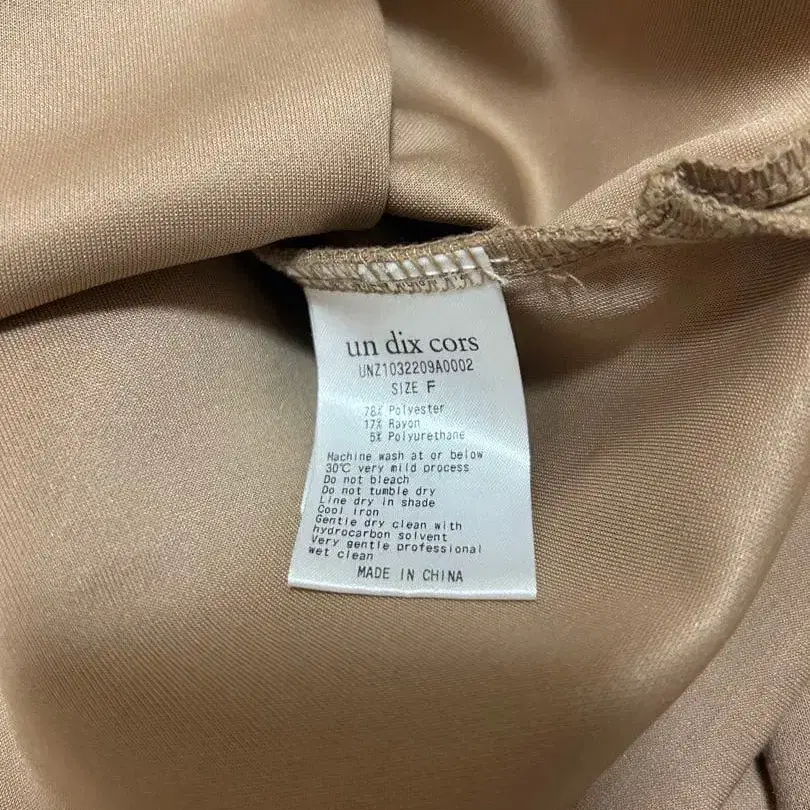 un dix cors
UNZ1032209A0002
SIZE F
78% Polyester
17% Rayon
5% Polyurethane
Machine wash at or below
30℃ very mild process
Do not bleach
Do not tumble dry
Line dry in shade
Cool iron
Gentle dry clean with
hydrocarbon solvent
Very gentle professional
wet clean
MADE IN CHINA